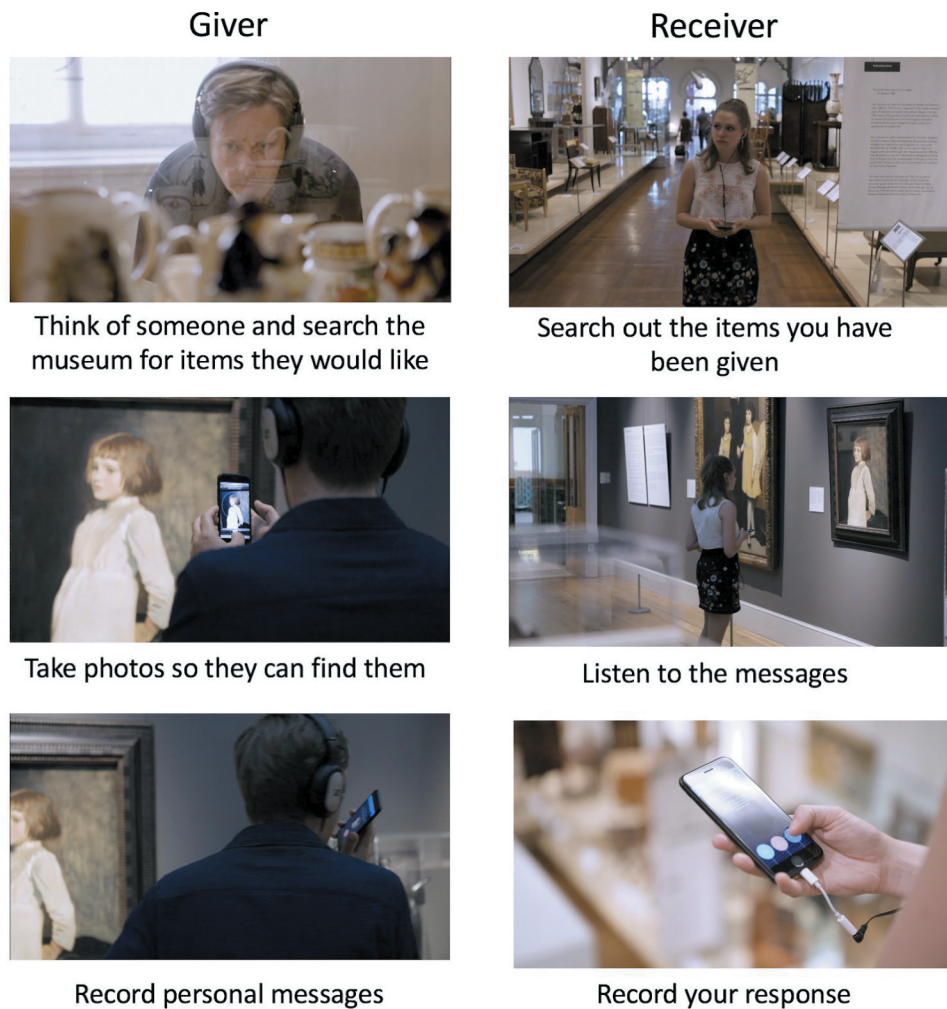 Giver
Receiver
Think of someone and search the
museum for items they would like
Search out the items you have
been given
Take photos so they can find them
Listen to the messages
Record personal messages
Record your response